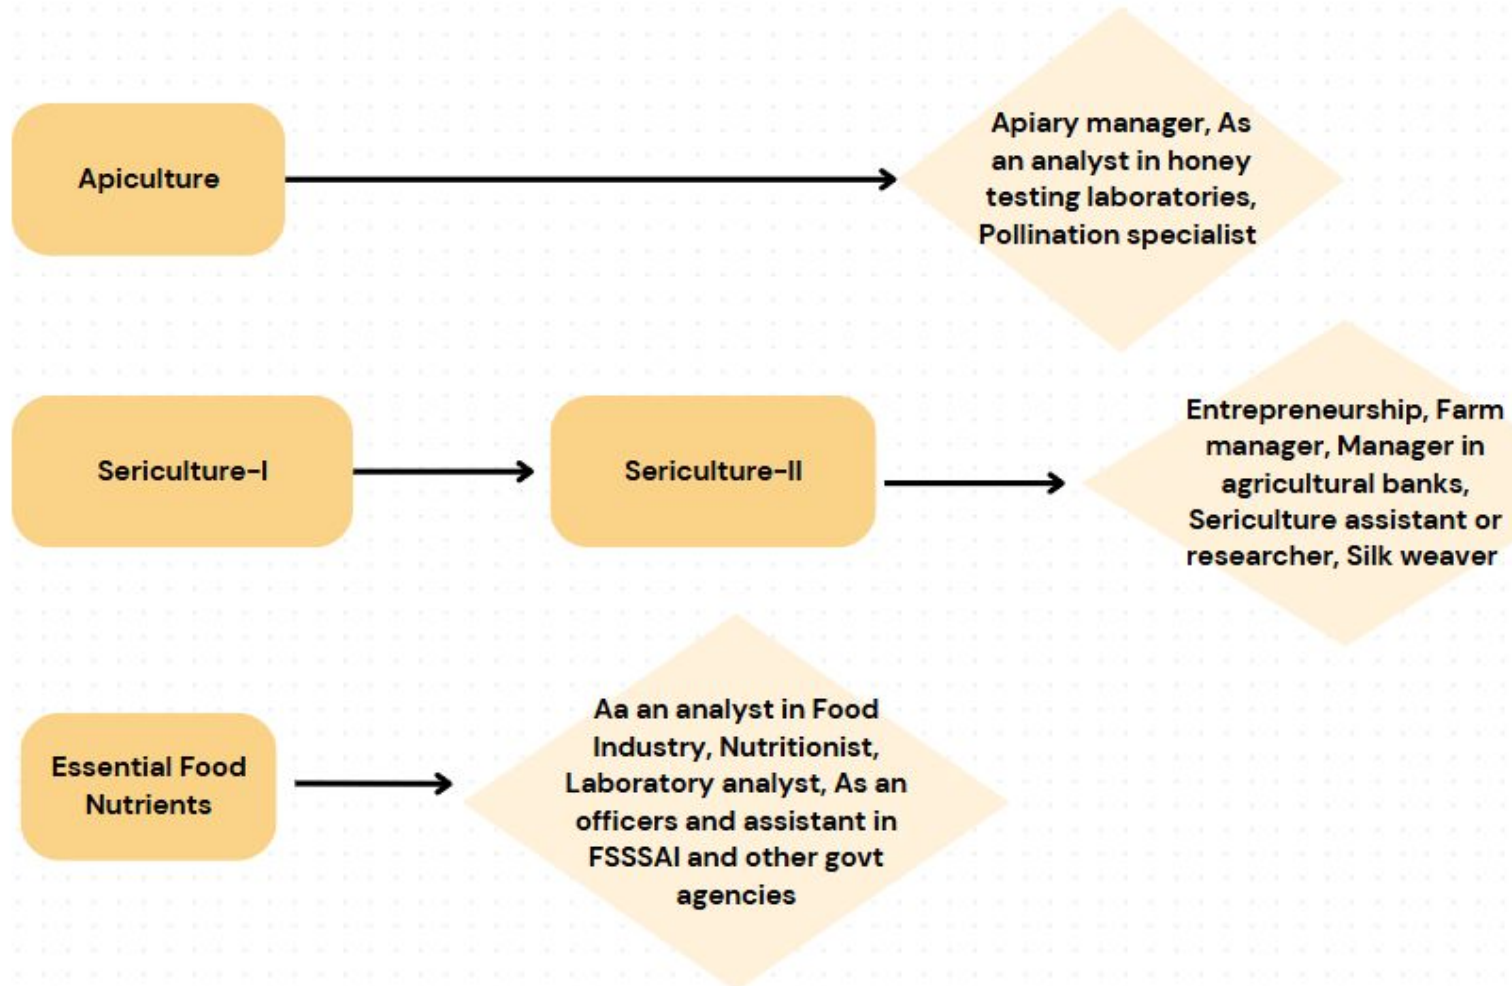 Apiculture
Apiary manager, As
an analyst in honey
testing laboratories,
Pollination specialist
Sericulture-I
Sericulture-II
Entrepreneurship, Farm
manager, Manager in
agricultural banks,
Sericulture assistant or
researcher, Silk weaver
Essential Food
Nutrients
Aa an analyst in Food
Industry, Nutritionist,
Laboratory analyst, As an
officers and assistant in
FSSSAI and other govt
agencies